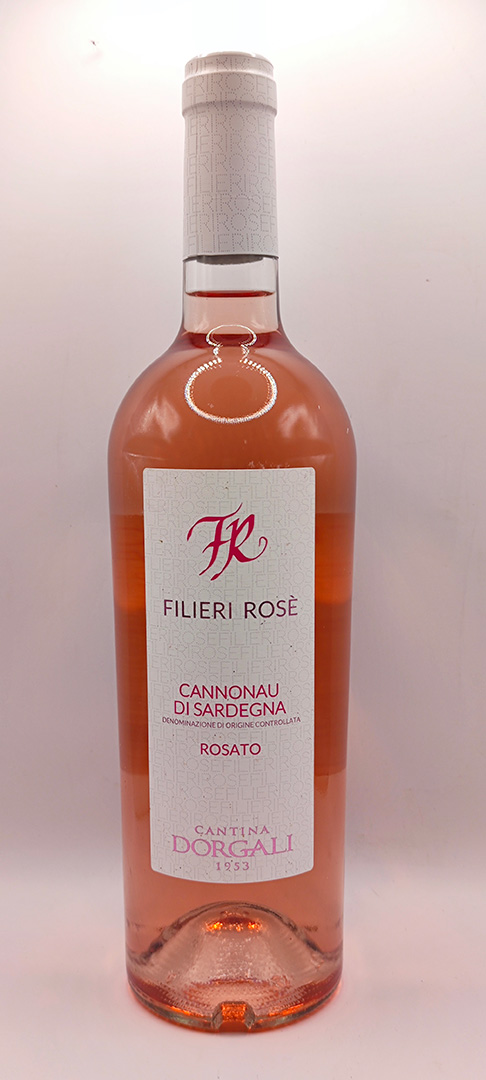 FR
FILIERI ROSÈ
CANNONAU
DI SARDEGNA
DENOMINAZIONE DI ORIGINE CONTROLLATA
ROSATO
CANTINA
DORGALI
1953